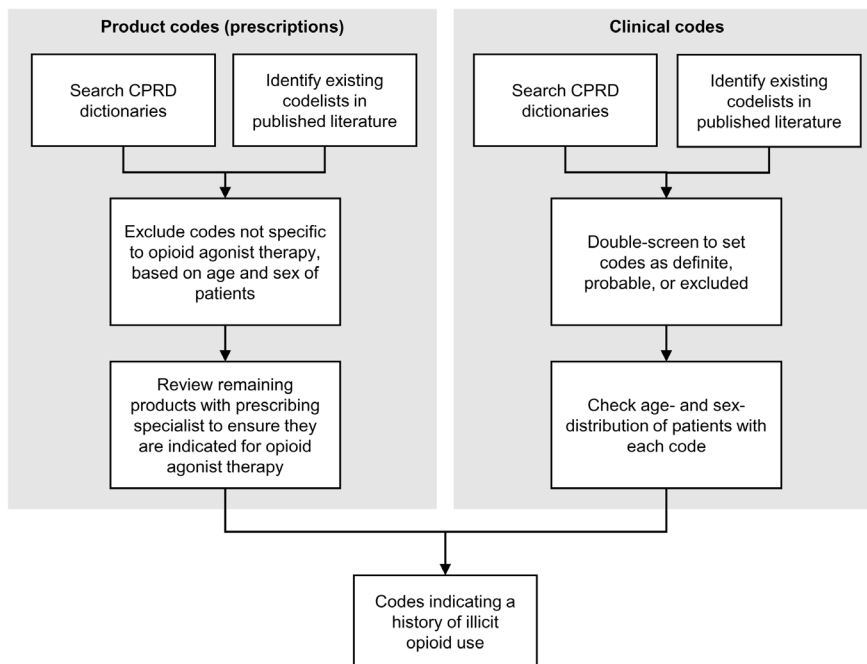 Product codes (prescriptions)
Search CPRD
dictionaries
Identify existing
codelists in
published literature
Exclude codes not specific
to opioid agonist therapy,
based on age and sex of
patients
Review remaining
products with prescribing
specialist to ensure they
are indicated for opioid
agonist therapy
Clinical codes
Search CPRD
dictionaries
Identify existing
codelists in
published literature
Double-screen to set
codes as definite,
probable, or excluded
Check age- and sex-
distribution of patients with
each code
Codes indicating a
history of illicit
opioid use